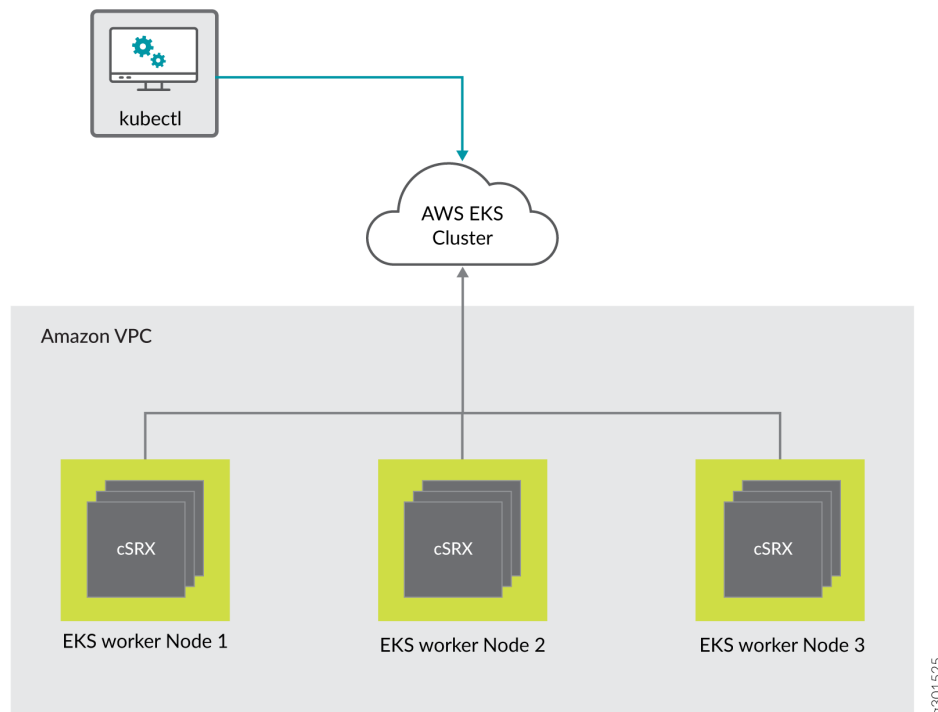 kubectl
AWS EKS
Cluster
Amazon VPC
cSRX
cSRX
cSRX
EKS worker Node 1
EKS worker Node 2
EKS worker Node 3
g301525